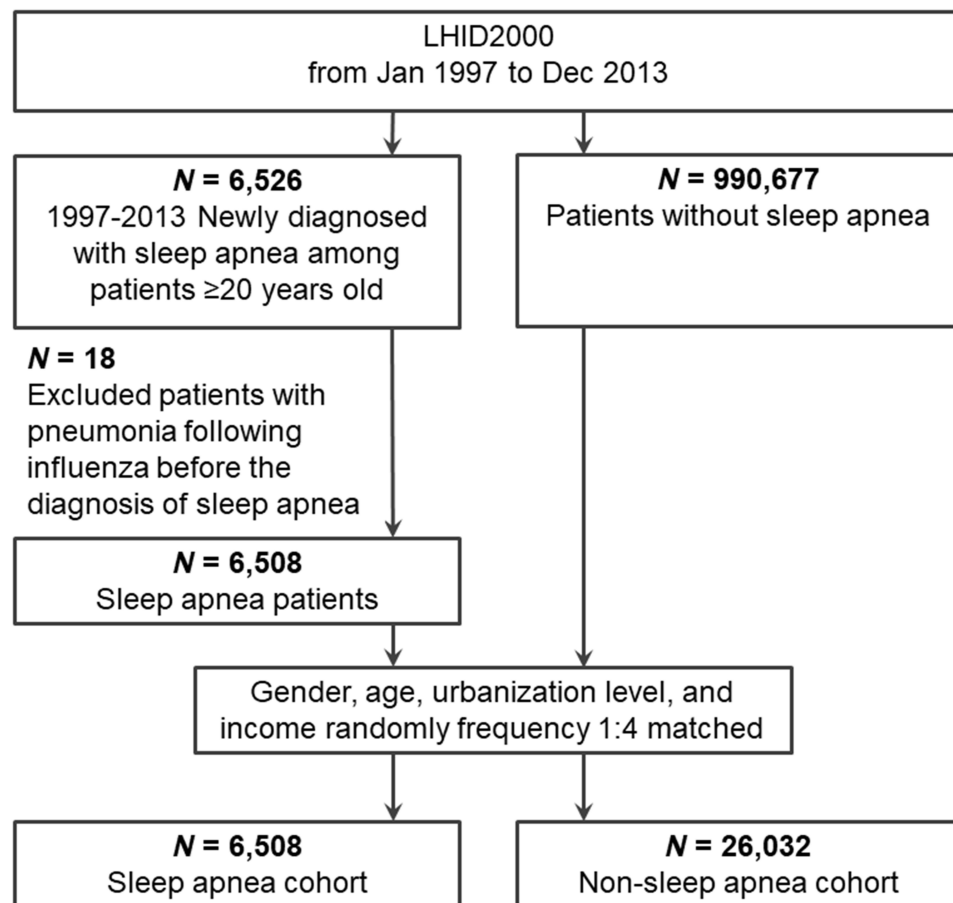 LHID2000
from Jan 1997 to Dec 2013
N = 6,526
1997-2013 Newly diagnosed
with sleep apnea among
patients ≥20 years old
N = 990,677
Patients without sleep apnea
N = 18
Excluded patients with
pneumonia following
influenza before the
diagnosis of sleep apnea
N = 6,508
Sleep apnea patients
Gender, age, urbanization level, and
income randomly frequency 1:4 matched
N = 6,508
Sleep apnea cohort
N = 26,032
Non-sleep apnea cohort